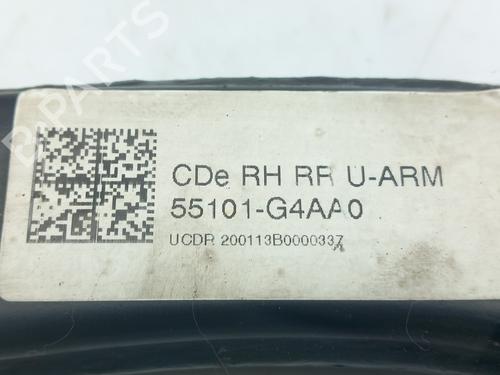 B-PARTS
CDe RH RR U-ARM
55101-G4AA0
UCDR 200113B0000337